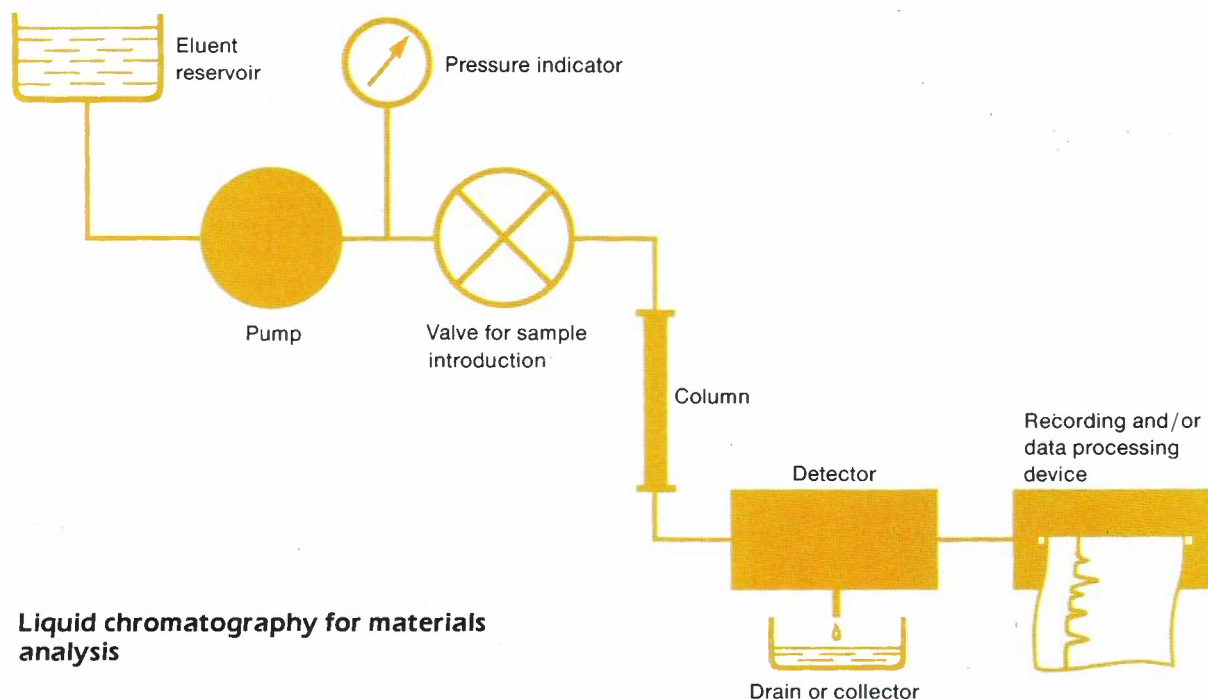 Eluent
reservoir
Pressure indicator
Pump
Valve for sample
introduction
Column
Detector
Recording and/or
data processing
device
Drain or collector
Liquid chromatography for materials
analysis